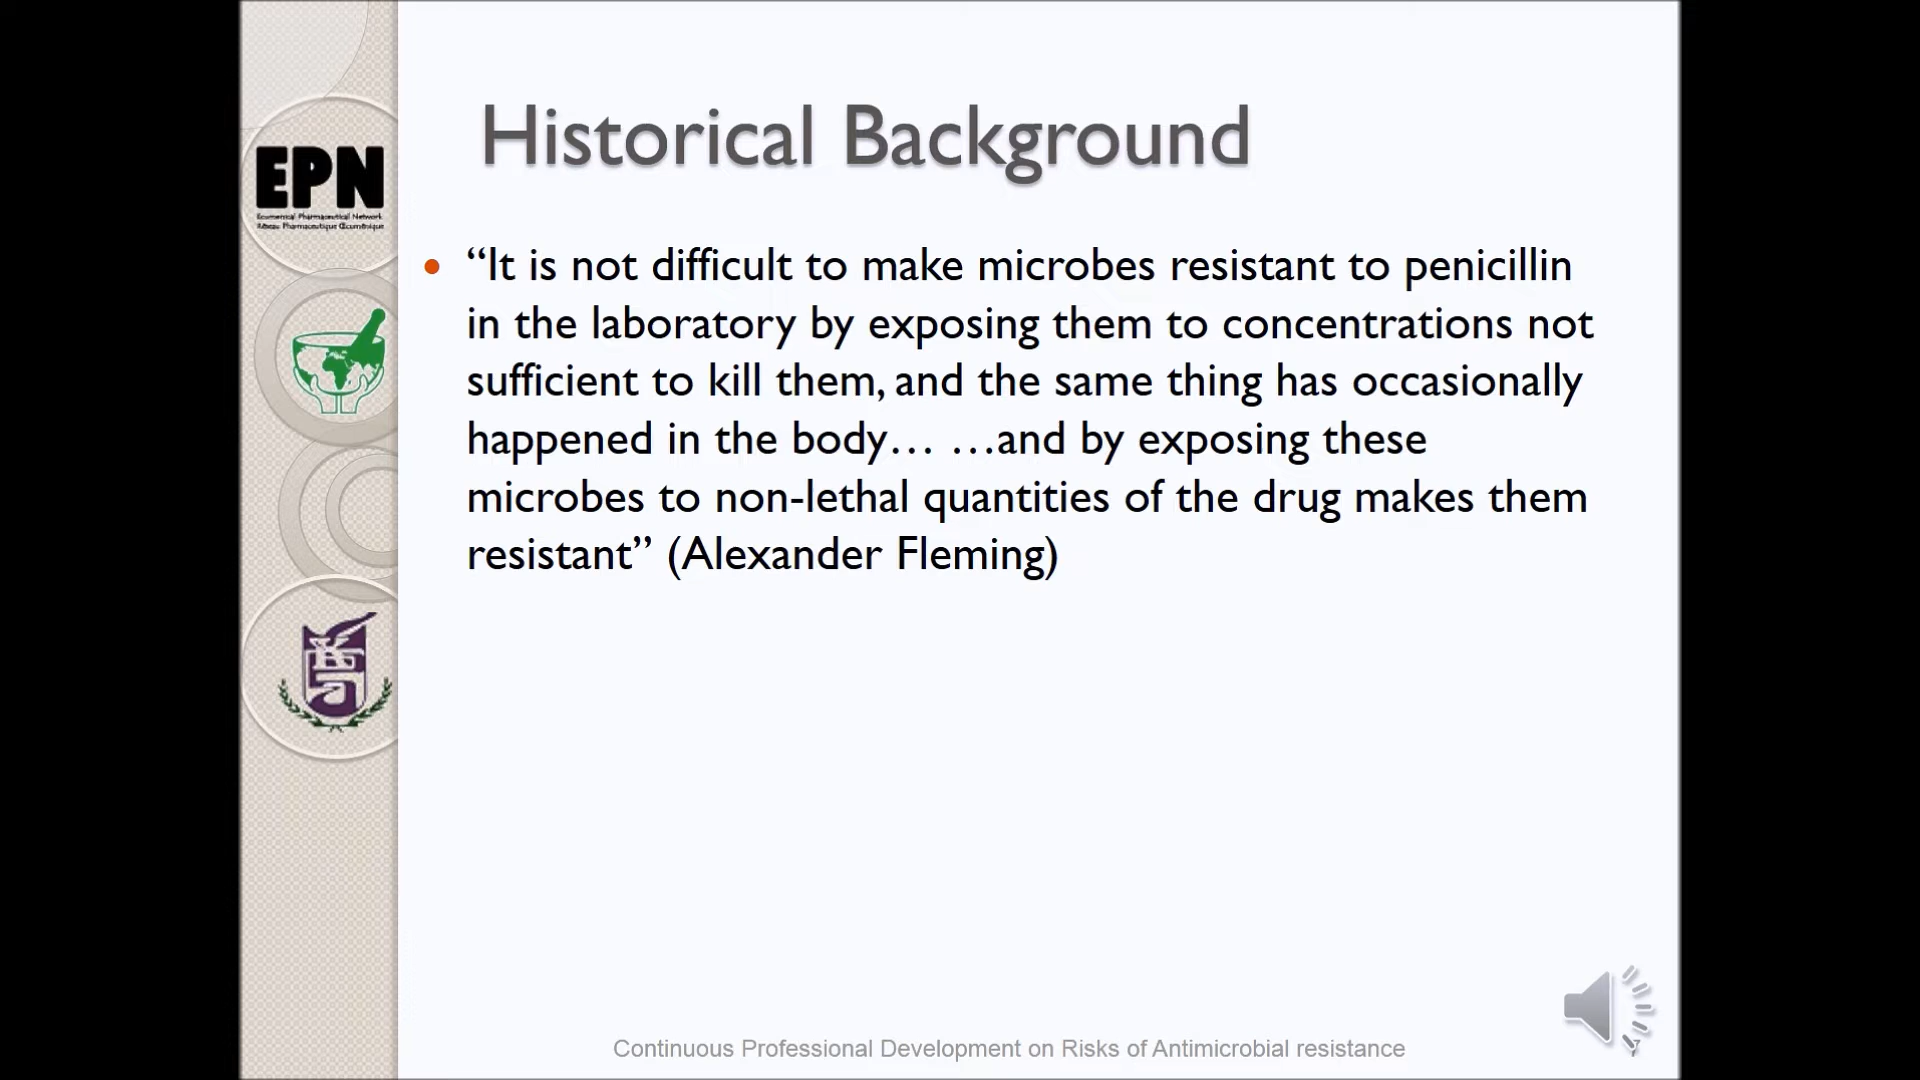 Historical Background
EPN
Ecumenical Pharmaceutical Network
Réseau Pharmaceutique Œcuménique
• “It is not difficult to make microbes resistant to penicillin
in the laboratory by exposing them to concentrations not
sufficient to kill them, and the same thing has occasionally
happened in the body… …and by exposing these
microbes to non-lethal quantities of the drug makes them
resistant” (Alexander Fleming)
Continuous Professional Development on Risks of Antimicrobial resistance